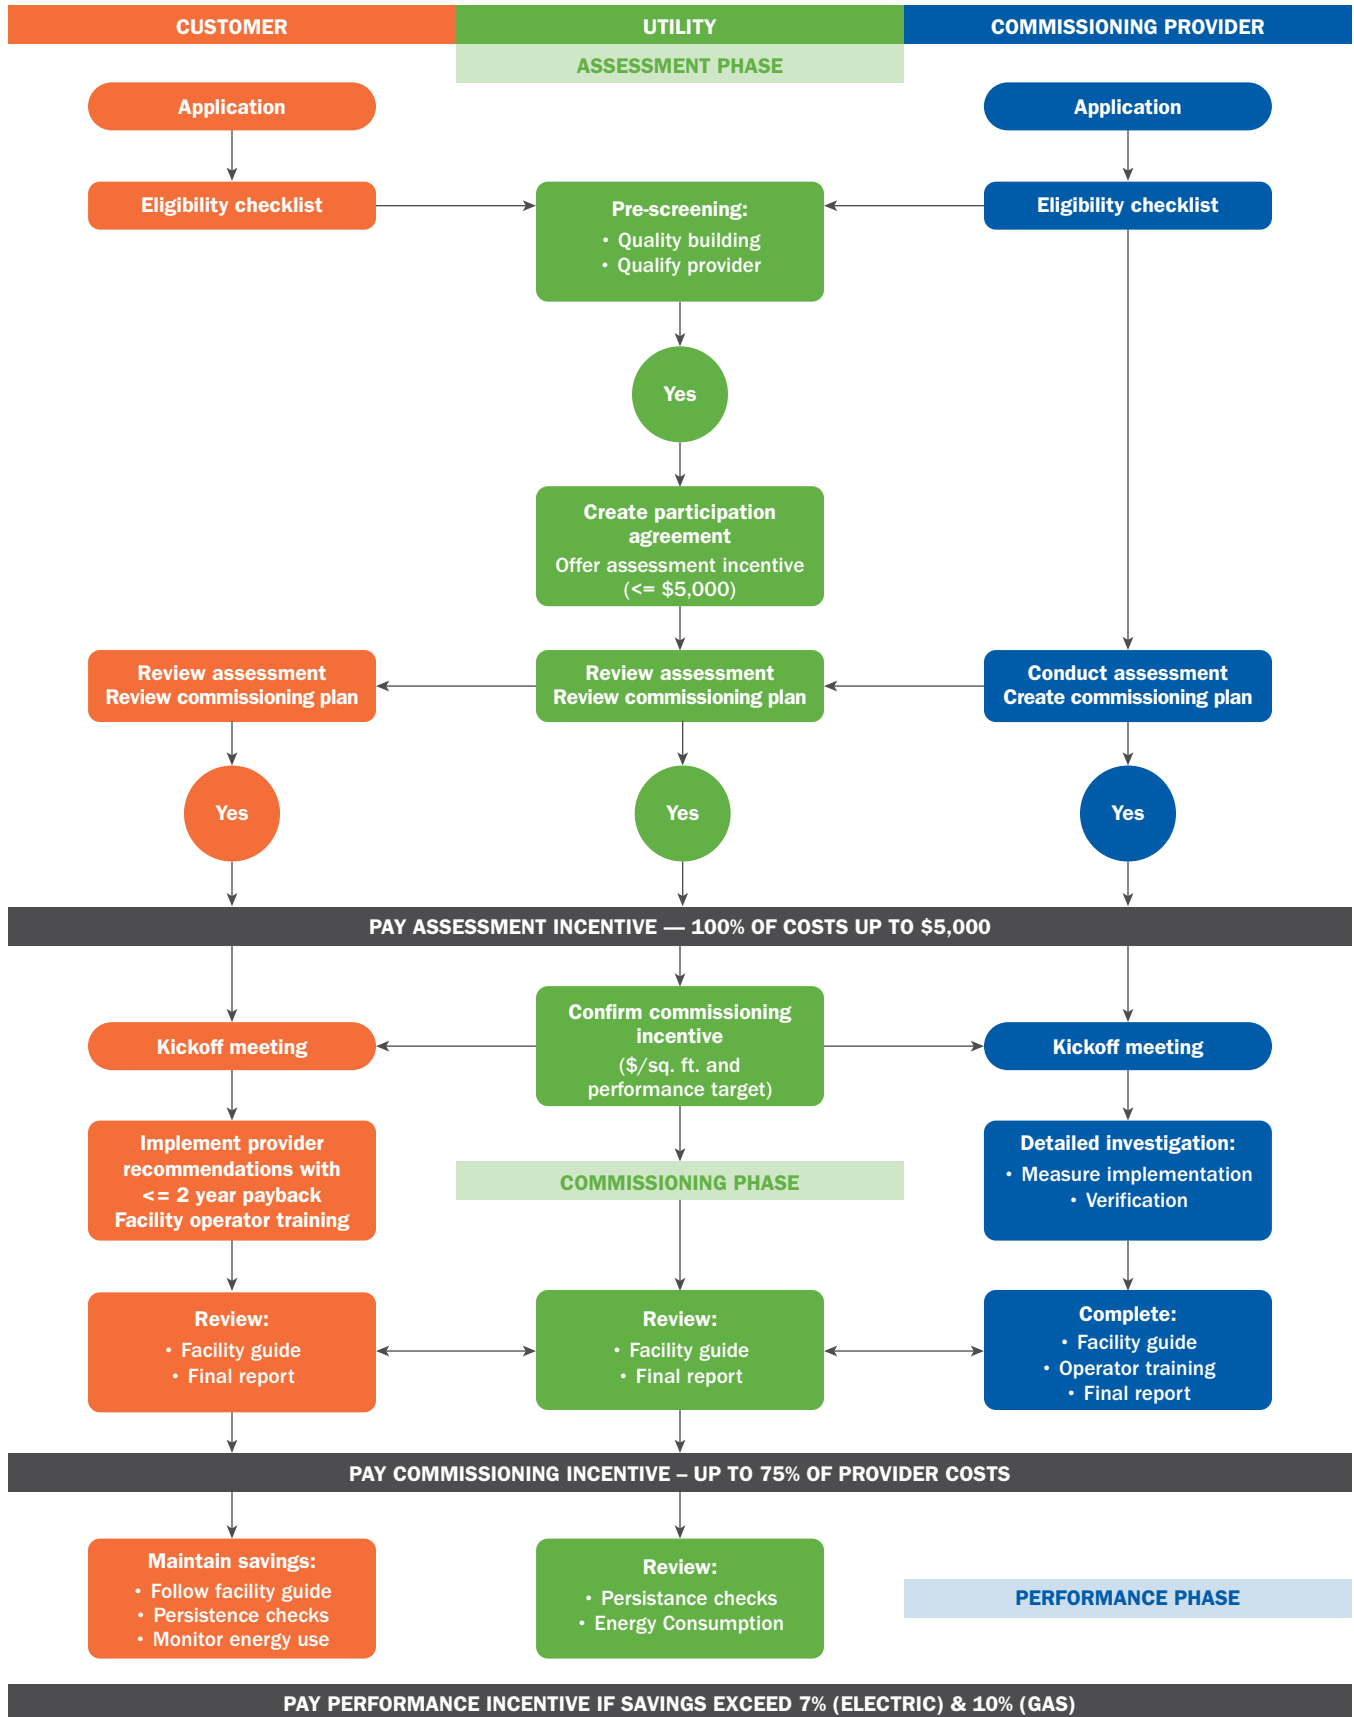 CUSTOMER
UTILITY
COMMISSIONING PROVIDER
ASSESSMENT PHASE
Application
Application
Eligibility checklist
Pre-screening:
• Quality building
• Qualify provider
Eligibility checklist
Yes
Create participation
agreement
Offer assessment incentive
(<= $5,000)
Review assessment
Review commissioning plan
Review assessment
Review commissioning plan
Conduct assessment
Create commissioning plan
Yes
Yes
Yes
PAY ASSESSMENT INCENTIVE — 100% OF COSTS UP TO $5,000
Confirm commissioning
incentive
($/sq. ft. and
performance target)
Kickoff meeting
Kickoff meeting
Implement provider
recommendations with
<= 2 year payback
Facility operator training
COMMISSIONING PHASE
Detailed investigation:
• Measure implementation
• Verification
Review:
• Facility guide
• Final report
Review:
• Facility guide
• Final report
Complete:
• Facility guide
• Operator training
• Final report
PAY COMMISSIONING INCENTIVE – UP TO 75% OF PROVIDER COSTS
Maintain savings:
• Follow facility guide
• Persistence checks
• Monitor energy use
Review:
• Persistance checks
• Energy Consumption
PERFORMANCE PHASE
PAY PERFORMANCE INCENTIVE IF SAVINGS EXCEED 7% (ELECTRIC) & 10% (GAS)